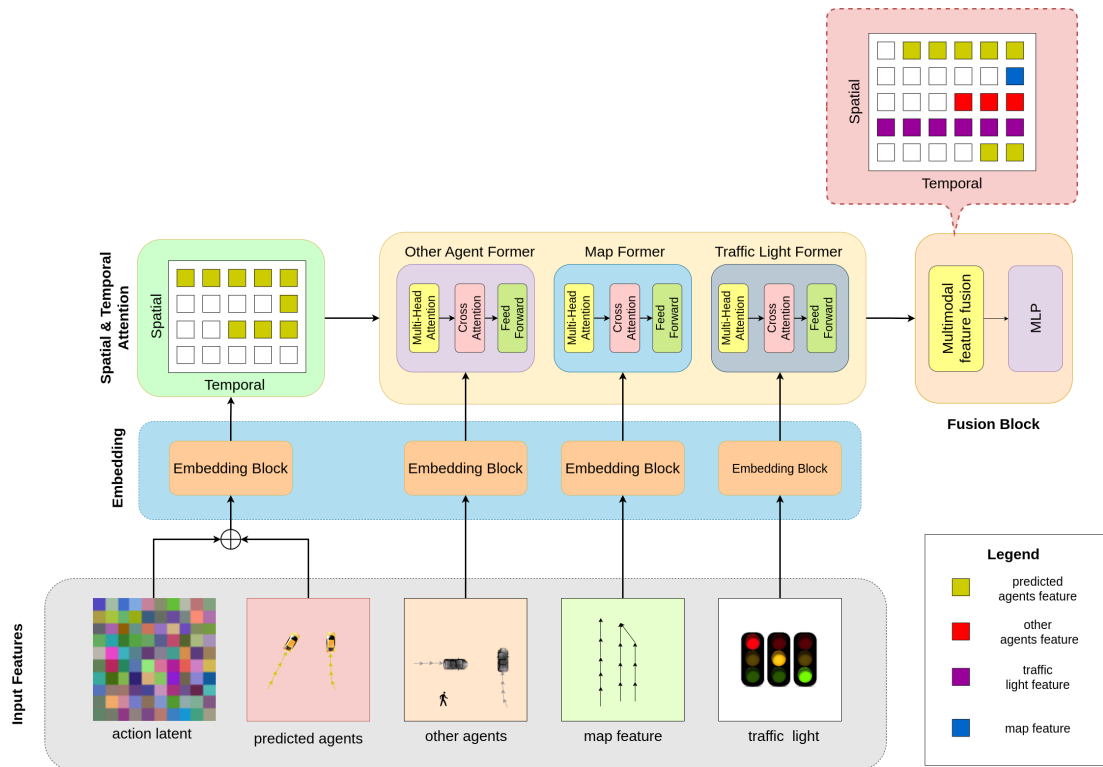 Spatial
Temporal
Spatial & Temporal
Attention
Spatial
Temporal
Other Agent Former
Multi-Head
Attention
Cross
Attention
Feed
Forward
Map Former
Multi-Head
Attention
Cross
Attention
Feed
Forward
Traffic Light Former
Multi-Head
Attention
Cross
Attention
Feed
Forward
Multimodal
feature fusion
MLP
Fusion Block
Embedding
Embedding Block
Embedding Block
Embedding Block
Embedding Block
Input Features
action latent
predicted agents
other agents
map feature
traffic light
Legend
predicted
agents feature
other
agents feature
traffic
light feature
map feature